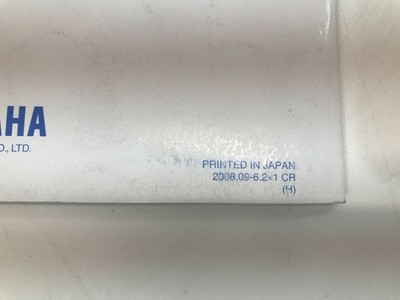 AHA
O., LTD.
PRINTED IN JAPAN
2008.09-6.2×1 CR
(H)